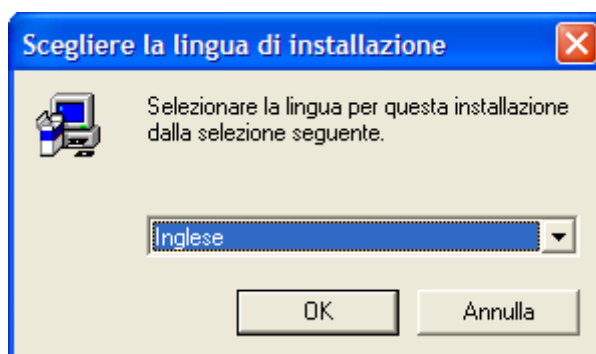 Scegliere la lingua di installazione
Selezionare la lingua per questa installazione
dalla selezione seguente.
Inglese
OK
Annulla